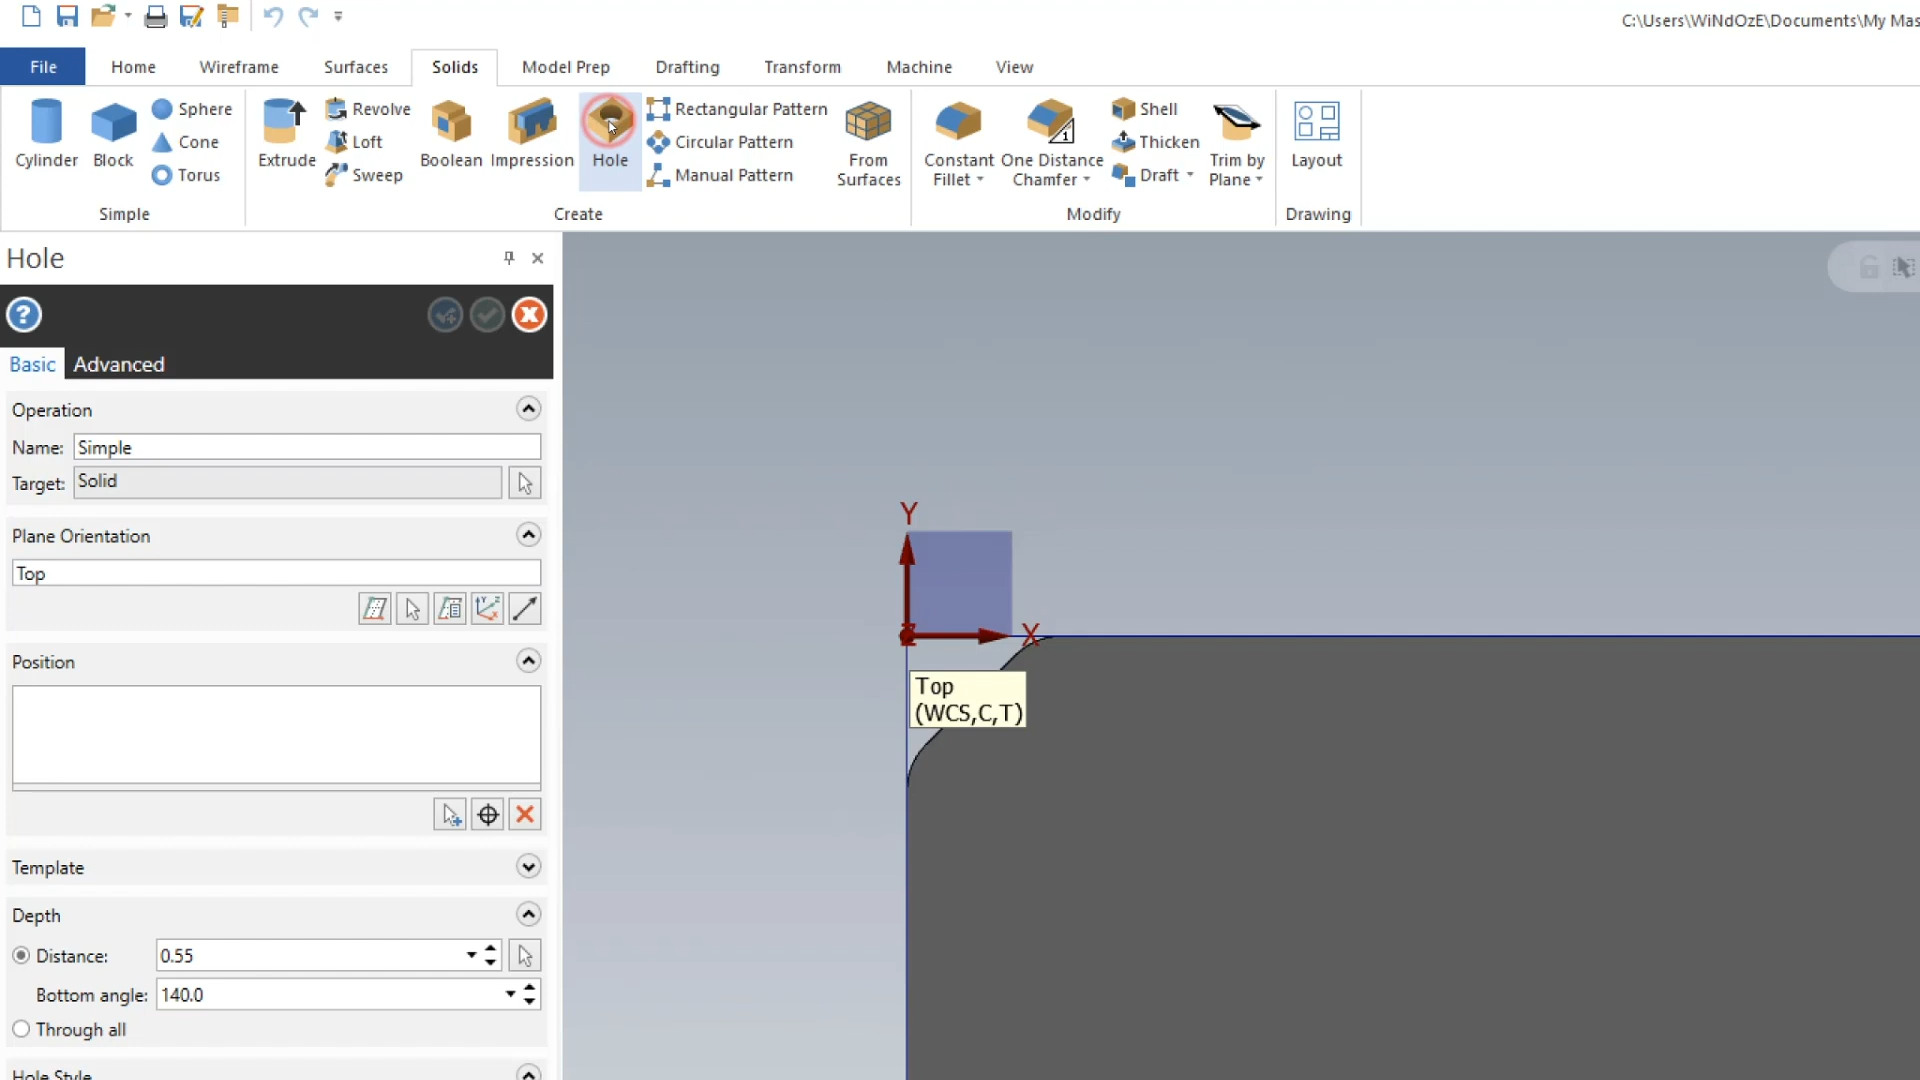 C:\Users\WiNdOzE\Documents\My Mas
File Home Wireframe Surfaces Solids Model Prep Drafting Transform Machine View
Cylinder
Block
Sphere
Cone
Torus
Simple
Extrude
Revolve
Loft
Sweep
Boolean
Impression
Hole
Rectangular Pattern
Circular Pattern
Manual Pattern
From
Surfaces
Create
Constant
Fillet
One Distance
Chamfer
1
Shell
Thicken
Draft
Trim by
Plane
Modify
Layout
Drawing
Hole
?
Basic Advanced
Operation
Name: Simple
Target: Solid
Plane Orientation
Top
Position
Template
Depth
Distance: 0.55
Bottom angle: 140.0
Through all
Hole Style
Y
Z
X
Top
(WCS,C,T)